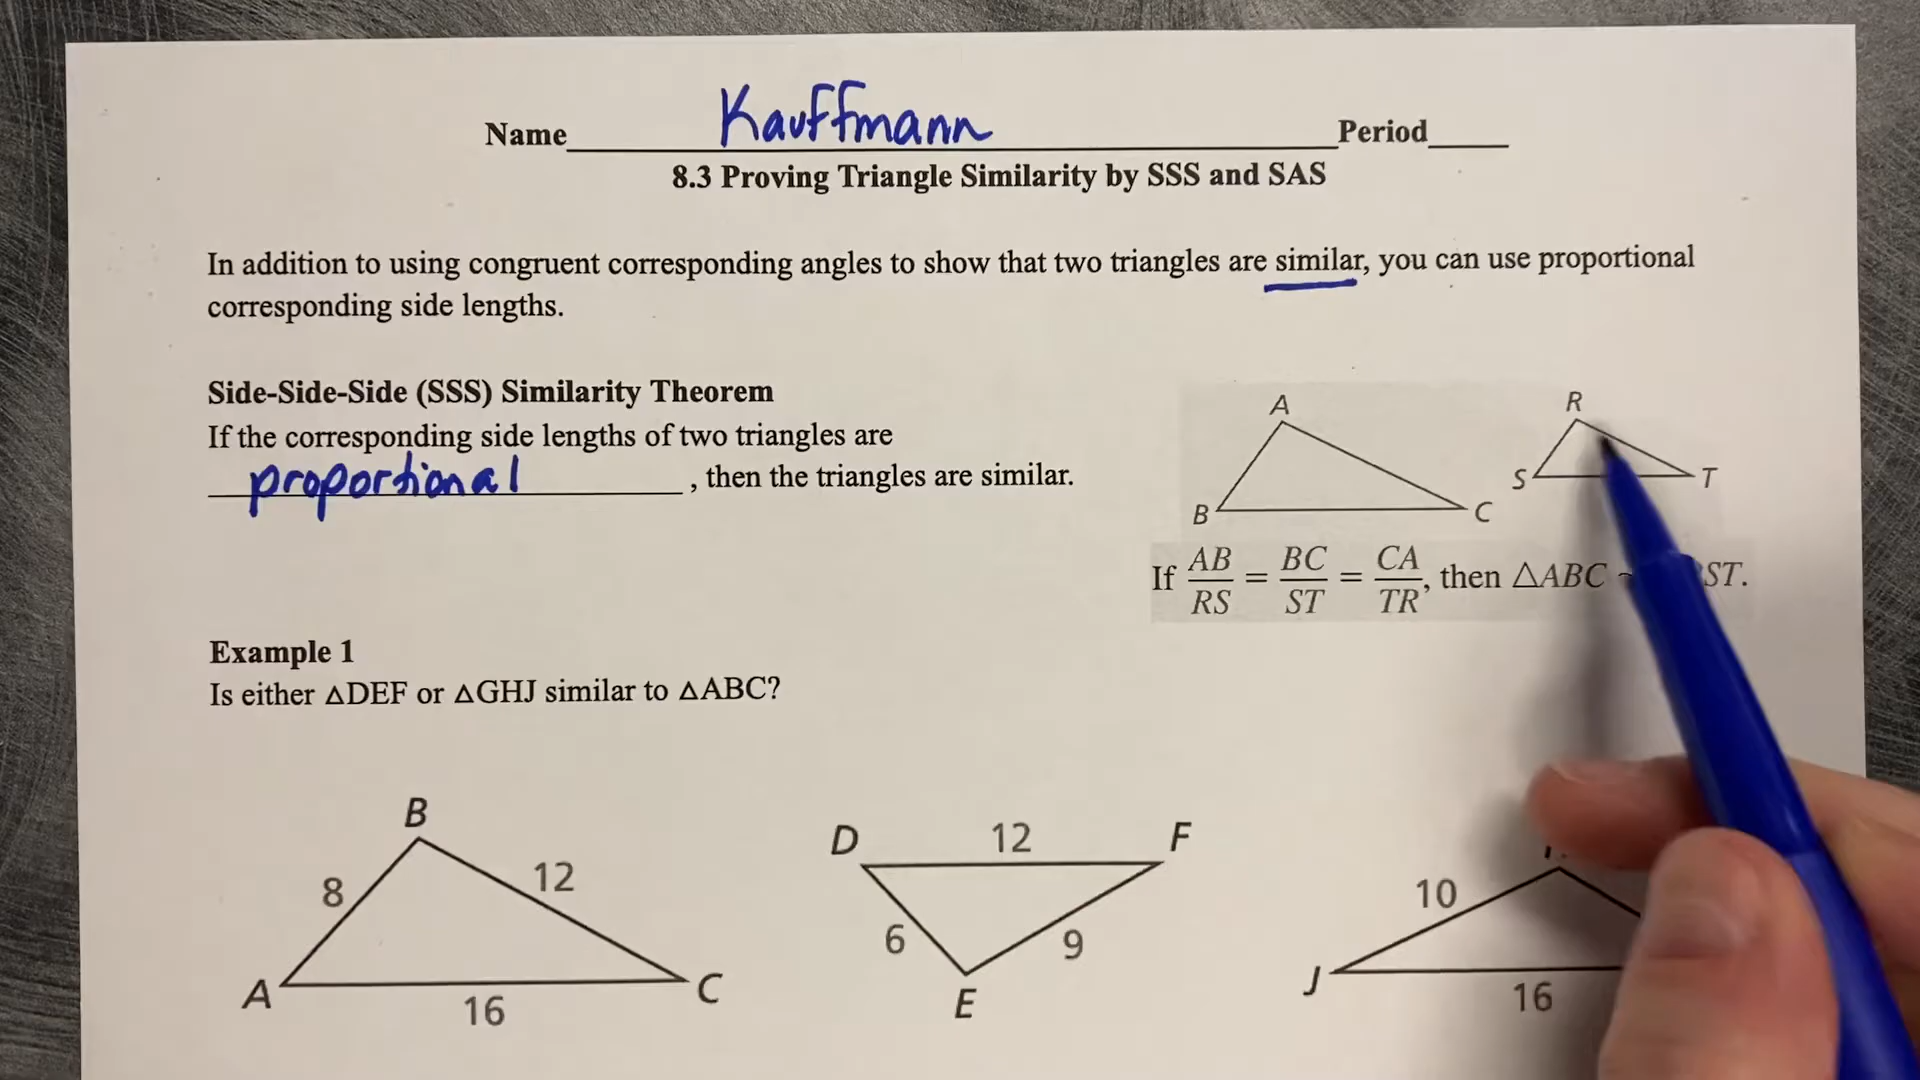 Name Kauffmann Period
8.3 Proving Triangle Similarity by SSS and SAS
In addition to using congruent corresponding angles to show that two triangles are similar, you can use proportional
corresponding side lengths.
Side-Side-Side (SSS) Similarity Theorem
If the corresponding side lengths of two triangles are
proportional, then the triangles are similar.
A
B
C
R
S
T
If AB/RS = BC/ST = CA/TR, then △ABC ST.
Example 1
Is either △DEF or △GHJ similar to △ABC?
B
8
12
A
16
C
D
12
F
6
9
E
10
J
16